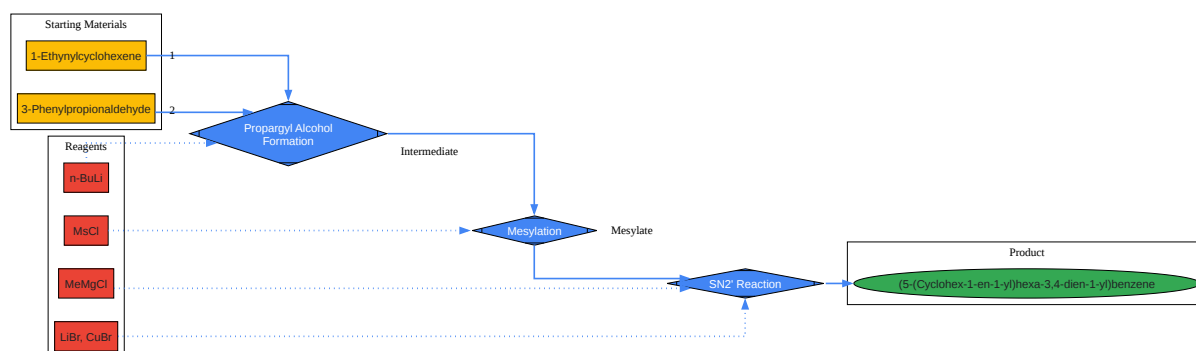 Starting Materials
1-Ethynylcyclohexene
1
3-Phenylpropionaldehyde
2
Propargyl Alcohol
Formation
Reagents
Intermediate
n-BuLi
MsCl
Mesylation
Mesylate
Product
MeMgCl
SN2' Reaction
(5-(Cyclohex-1-en-1-yl)hexa-3,4-dien-1-yl)benzene
LiBr, CuBr